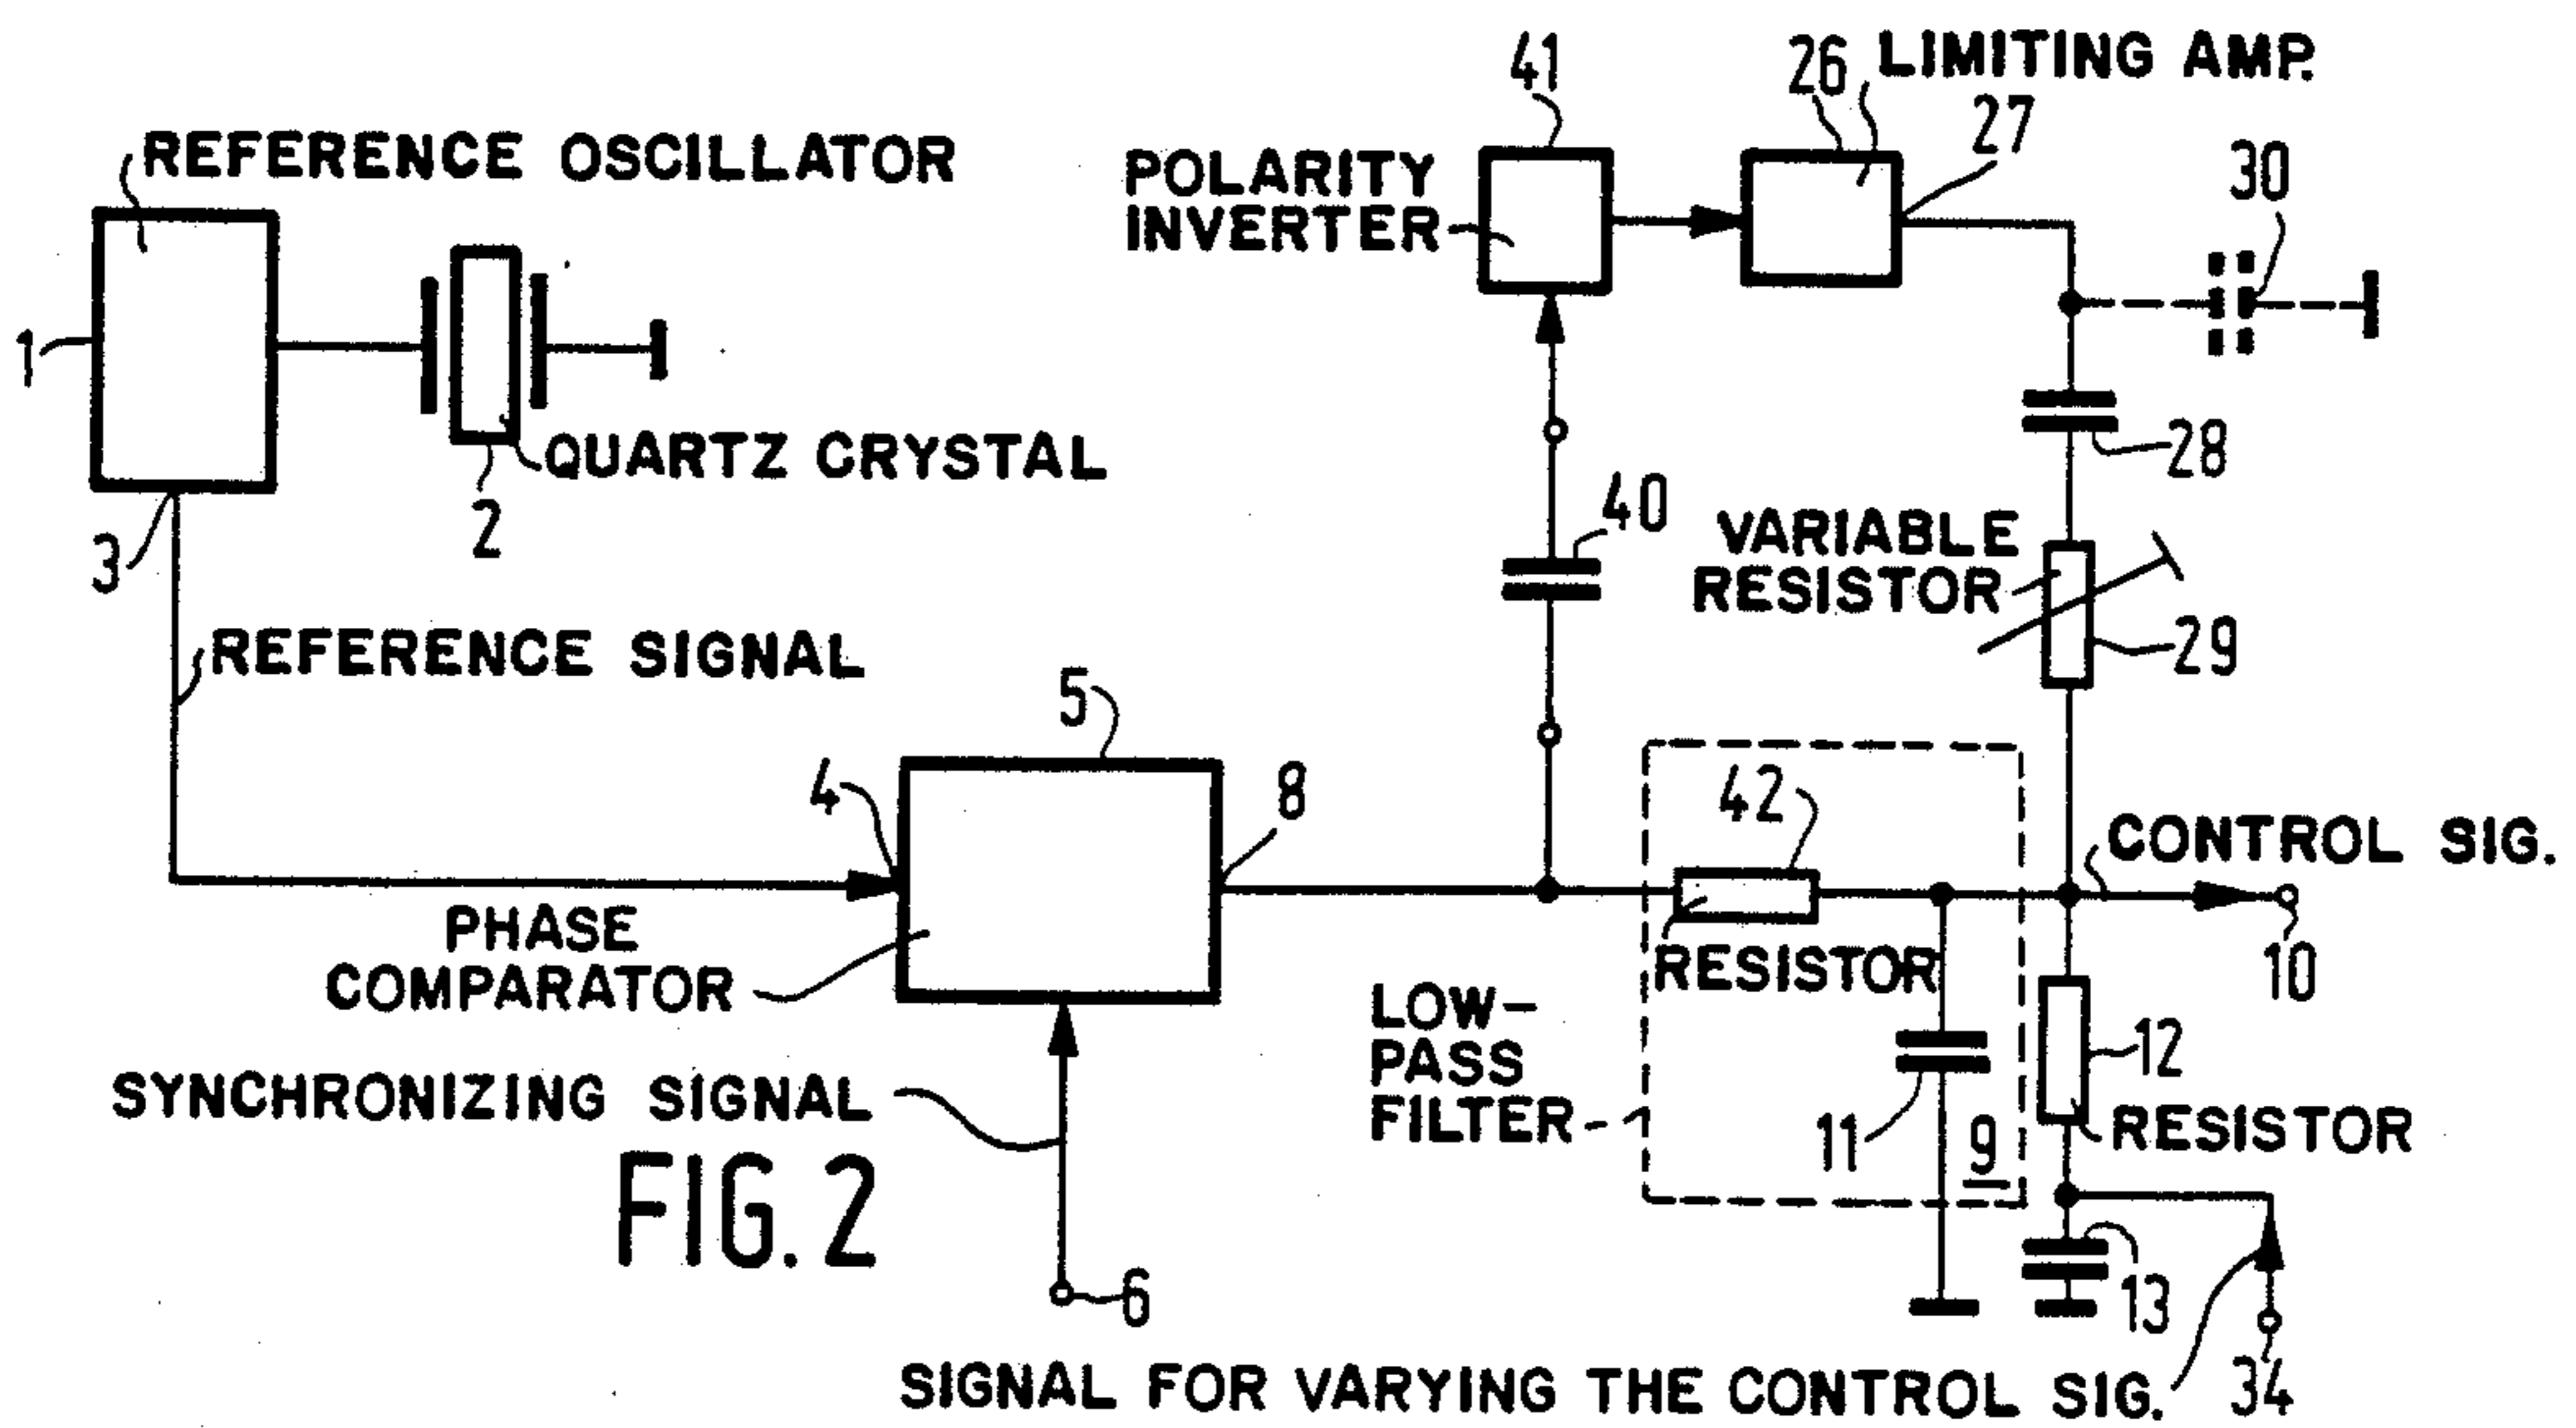 41
26 LIMITING AMP.
27
REFERENCE OSCILLATOR
POLARITY
INVERTER
30
1
QUARTZ CRYSTAL
2
28
3
40
VARIABLE
RESISTOR
29
REFERENCE SIGNAL
5
4
8
42
CONTROL SIG.
PHASE
COMPARATOR
RESISTOR
10
LOW-
PASS
FILTER
12
SYNCHRONIZING SIGNAL
11
9
RESISTOR
FIG. 2
6
13
SIGNAL FOR VARYING THE CONTROL SIG.
34